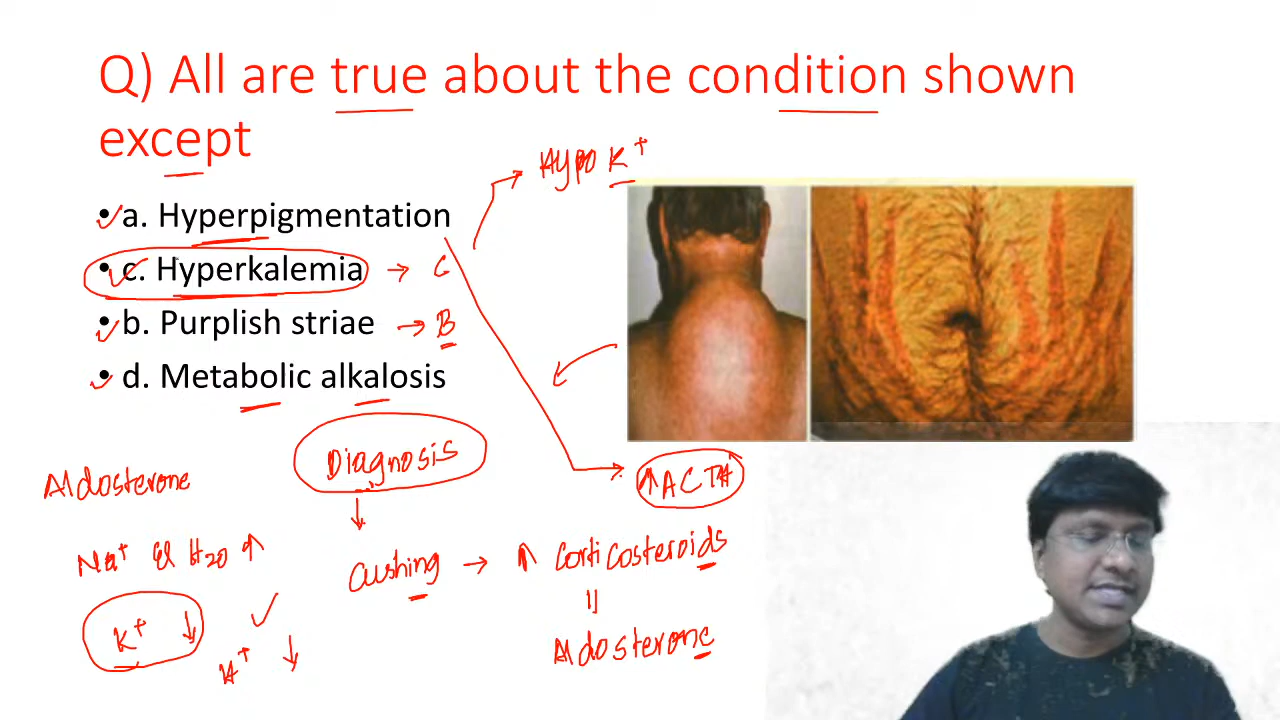 Q) All are true about the condition shown
except
Hypo K+
• a. Hyperpigmentation
• c. Hyperkalemia → C
• b. Purplish striae → B
• d. Metabolic alkalosis
Diagnosis
Aldosterone
↑ ACTH
Na+ & H2O ↑
Cushing → ↑ Corticosteroids
K+ ↓
H+ ↓
Aldosterone